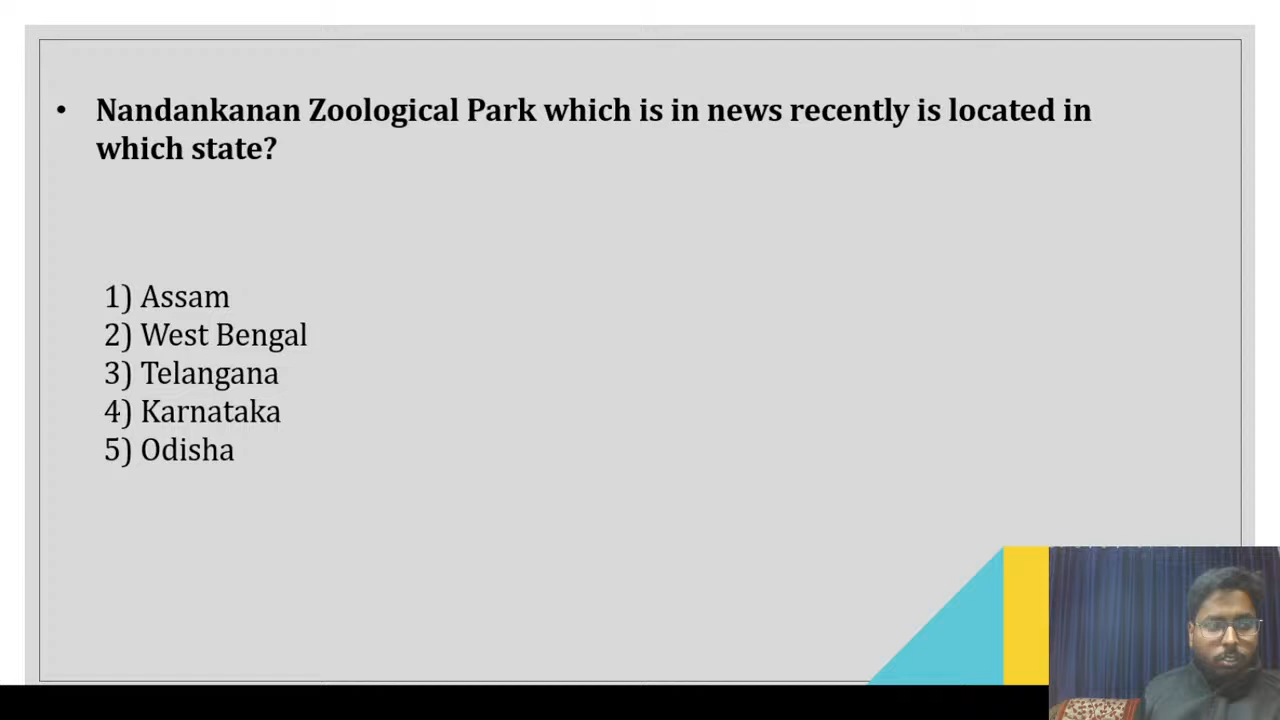 • Nandankanan Zoological Park which is in news recently is located in
which state?
1) Assam
2) West Bengal
3) Telangana
4) Karnataka
5) Odisha